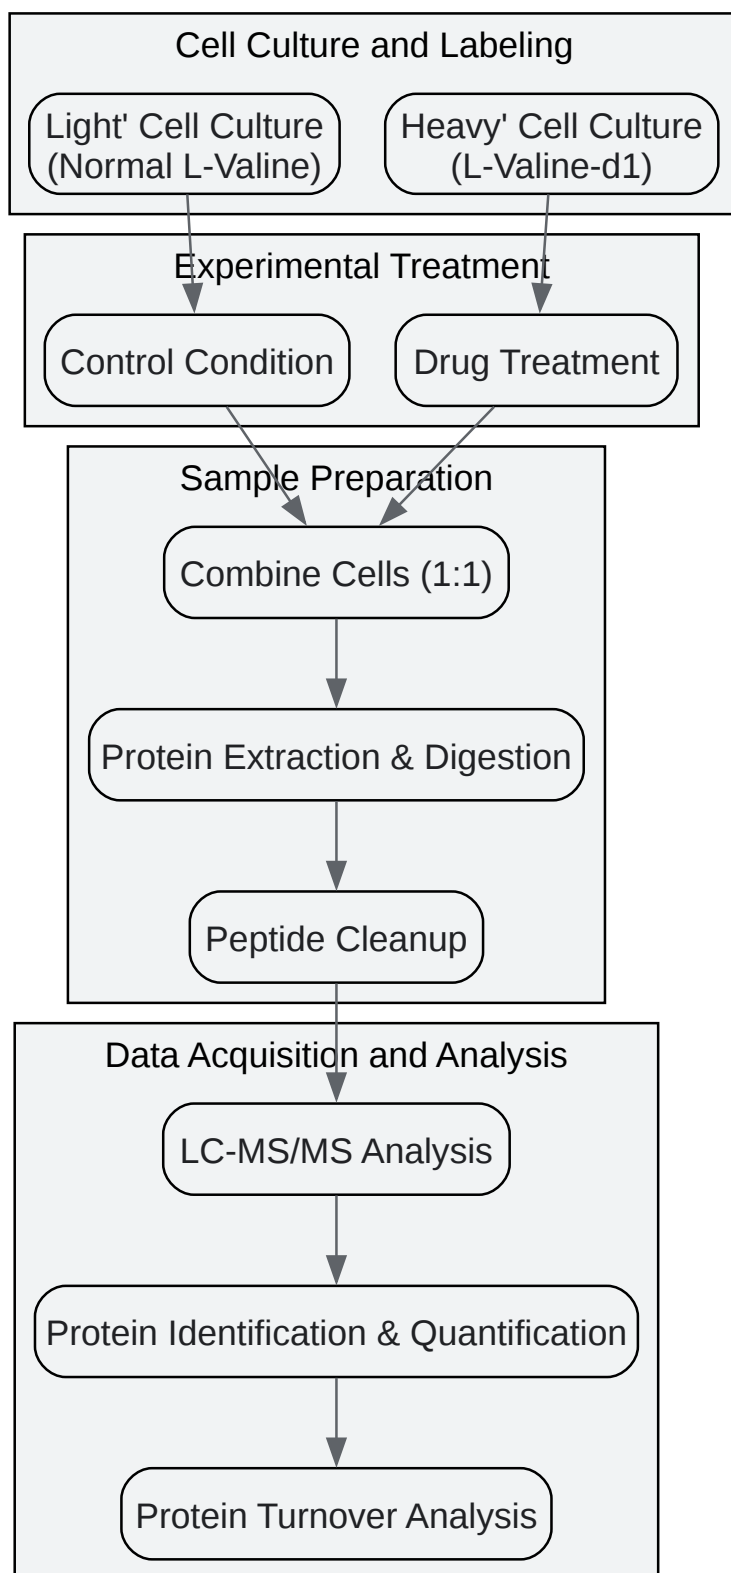 Cell Culture and Labeling
Light' Cell Culture
(Normal L-Valine)
Heavy' Cell Culture
(L-Valine-d1)
Experimental Treatment
Control Condition
Drug Treatment
Sample Preparation
Combine Cells (1:1)
Protein Extraction & Digestion
Peptide Cleanup
Data Acquisition and Analysis
LC-MS/MS Analysis
Protein Identification & Quantification
Protein Turnover Analysis